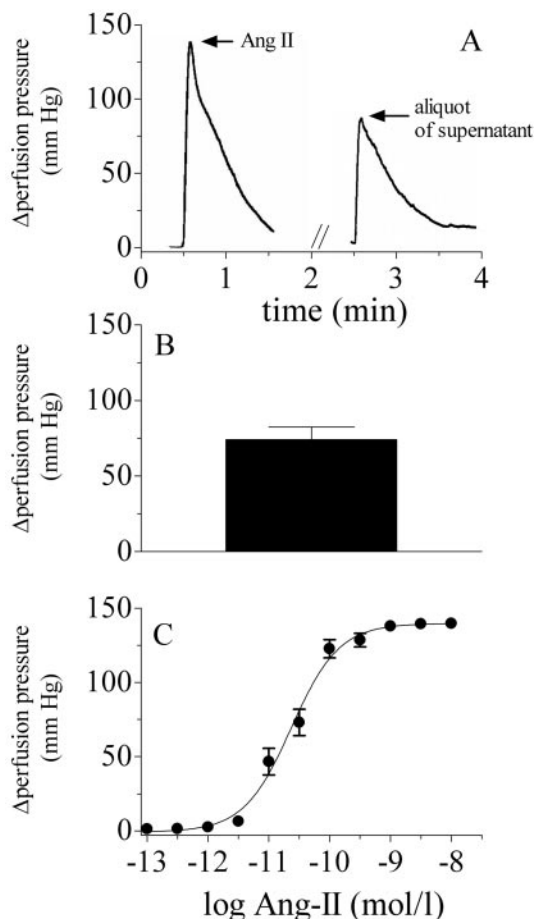 150
A
Ang II
100
aliquot
of supernatant
50
0
Δperfusion pressure
(mm Hg)
0 1 2 3 4
time (min)
150
B
100
50
0
Δperfusion pressure
(mm Hg)
150
C
100
50
0
Δperfusion pressure
(mm Hg)
-13 -12 -11 -10 -9 -8
log Ang-II (mol/l)